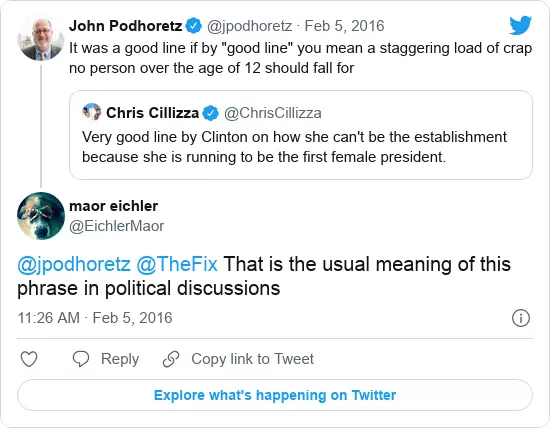 John Podhoretz @jpodhoretz · Feb 5, 2016
It was a good line if by "good line" you mean a staggering load of crap
no person over the age of 12 should fall for
Chris Cillizza @ChrisCillizza
Very good line by Clinton on how she can't be the establishment
because she is running to be the first female president.
maor eichler
@EichlerMaor
@jpodhoretz @TheFix That is the usual meaning of this
phrase in political discussions
11:26 AM · Feb 5, 2016
Reply Copy link to Tweet
Explore what's happening on Twitter